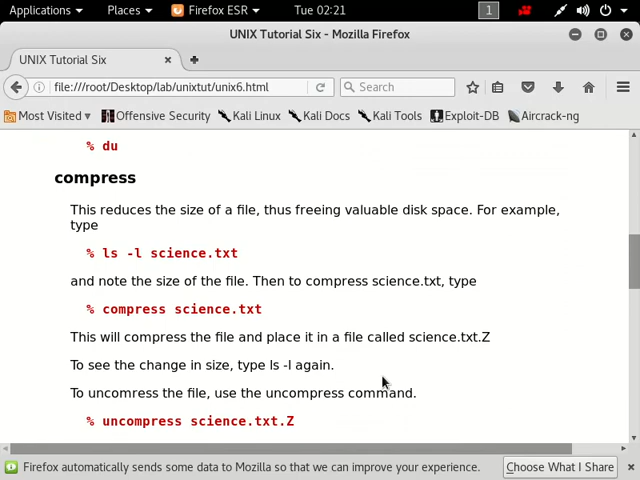 Applications Places Firefox ESR Tue 02:21 1
UNIX Tutorial Six - Mozilla Firefox
UNIX Tutorial Six
file:///root/Desktop/lab/unixtut/unix6.html Search
Most Visited Offensive Security Kali Linux Kali Docs Kali Tools Exploit-DB Aircrack-ng
% du
compress
This reduces the size of a file, thus freeing valuable disk space. For example,
type
% ls -l science.txt
and note the size of the file. Then to compress science.txt, type
% compress science.txt
This will compress the file and place it in a file called science.txt.Z
To see the change in size, type ls -l again.
To uncomress the file, use the uncompress command.
% uncompress science.txt.Z
Firefox automatically sends some data to Mozilla so that we can improve your experience. Choose What I Share